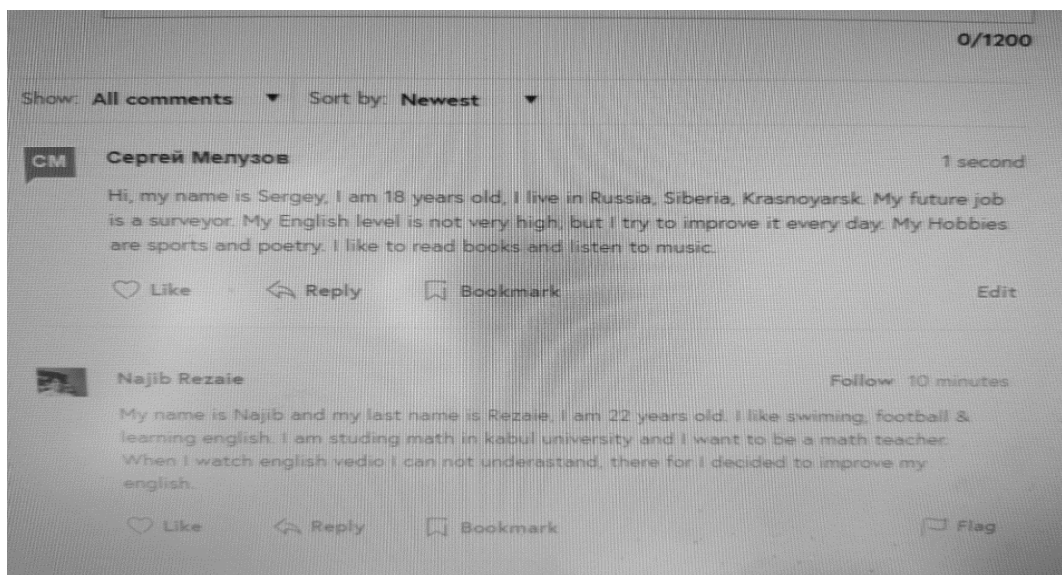 0/1200
Show: All comments Sort by: Newest
СМ Сергей Мелузов 1 second
Hi, my name is Sergey, I am 18 years old, I live in Russia, Siberia, Krasnoyarsk. My future job
is a surveyor. My English level is not very high, but I try to improve it every day. My Hobbies
are sports and poetry. I like to read books and listen to music.
Like Reply Bookmark Edit
Najib Rezaie Follow 10 minutes
My name is Najib and my last name is Rezaie. I am 22 years old. I like swiming, football &
learning english. I am studing math in kabul university and I want to be a math teacher.
When I watch english vedio I can not underastand, there for I decided to improve my
english.
Like Reply Bookmark Flag